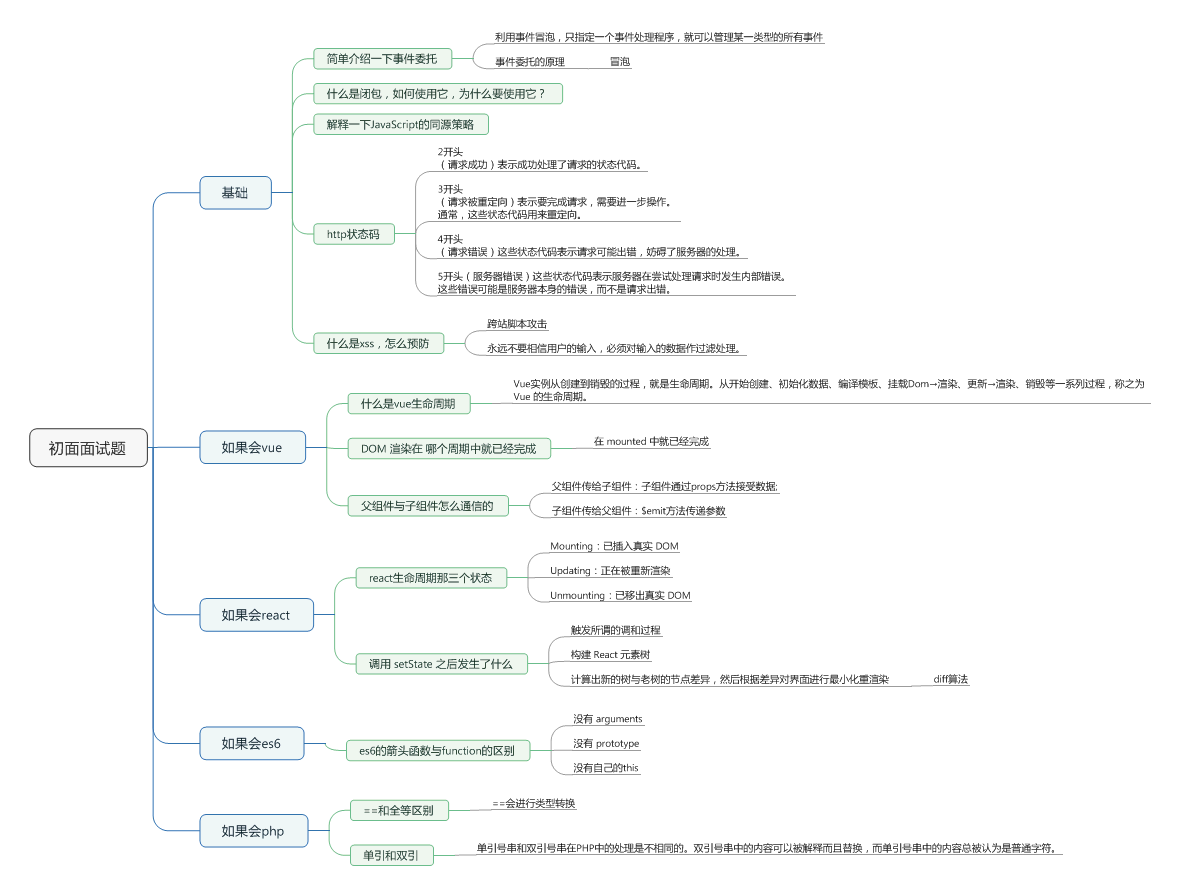 初面面试题
基础
简单介绍一下事件委托
利用事件冒泡，只指定一个事件处理程序，就可以管理某一类型的所有事件
事件委托的原理
冒泡
什么是闭包，如何使用它，为什么要使用它？
解释一下JavaScript的同源策略
http状态码
2开头
（请求成功）表示成功处理了请求的状态代码。
3开头
（请求被重定向）表示要完成请求，需要进一步操作。
通常，这些状态代码用来重定向。
4开头
（请求错误）这些状态代码表示请求可能出错，妨碍了服务器的处理。
5开头（服务器错误）这些状态代码表示服务器在尝试处理请求时发生内部错误。
这些错误可能是服务器本身的错误，而不是请求出错。
什么是xss，怎么预防
跨站脚本攻击
永远不要相信用户的输入，必须对输入的数据作过滤处理。
如果会vue
什么是vue生命周期
Vue实例从创建到销毁的过程，就是生命周期。从开始创建、初始化数据、编译模板、挂载Dom→渲染、更新→渲染、销毁等一系列过程，称之为
Vue 的生命周期。
DOM 渲染在 哪个周期中就已经完成
在 mounted 中就已经完成
父组件与子组件怎么通信的
父组件传给子组件：子组件通过props方法接受数据;
子组件传给父组件：$emit方法传递参数
如果会react
react生命周期那三个状态
Mounting：已插入真实 DOM
Updating：正在被重新渲染
Unmounting：已移出真实 DOM
调用 setState 之后发生了什么
触发所谓的调和过程
构建 React 元素树
计算出新的树与老树的节点差异，然后根据差异对界面进行最小化重渲染
diff算法
如果会es6
es6的箭头函数与function的区别
没有 arguments
没有 prototype
没有自己的this
如果会php
==和全等区别
==会进行类型转换
单引和双引
单引号串和双引号串在PHP中的处理是不相同的。双引号串中的内容可以被解释而且替换，而单引号串中的内容总被认为是普通字符。